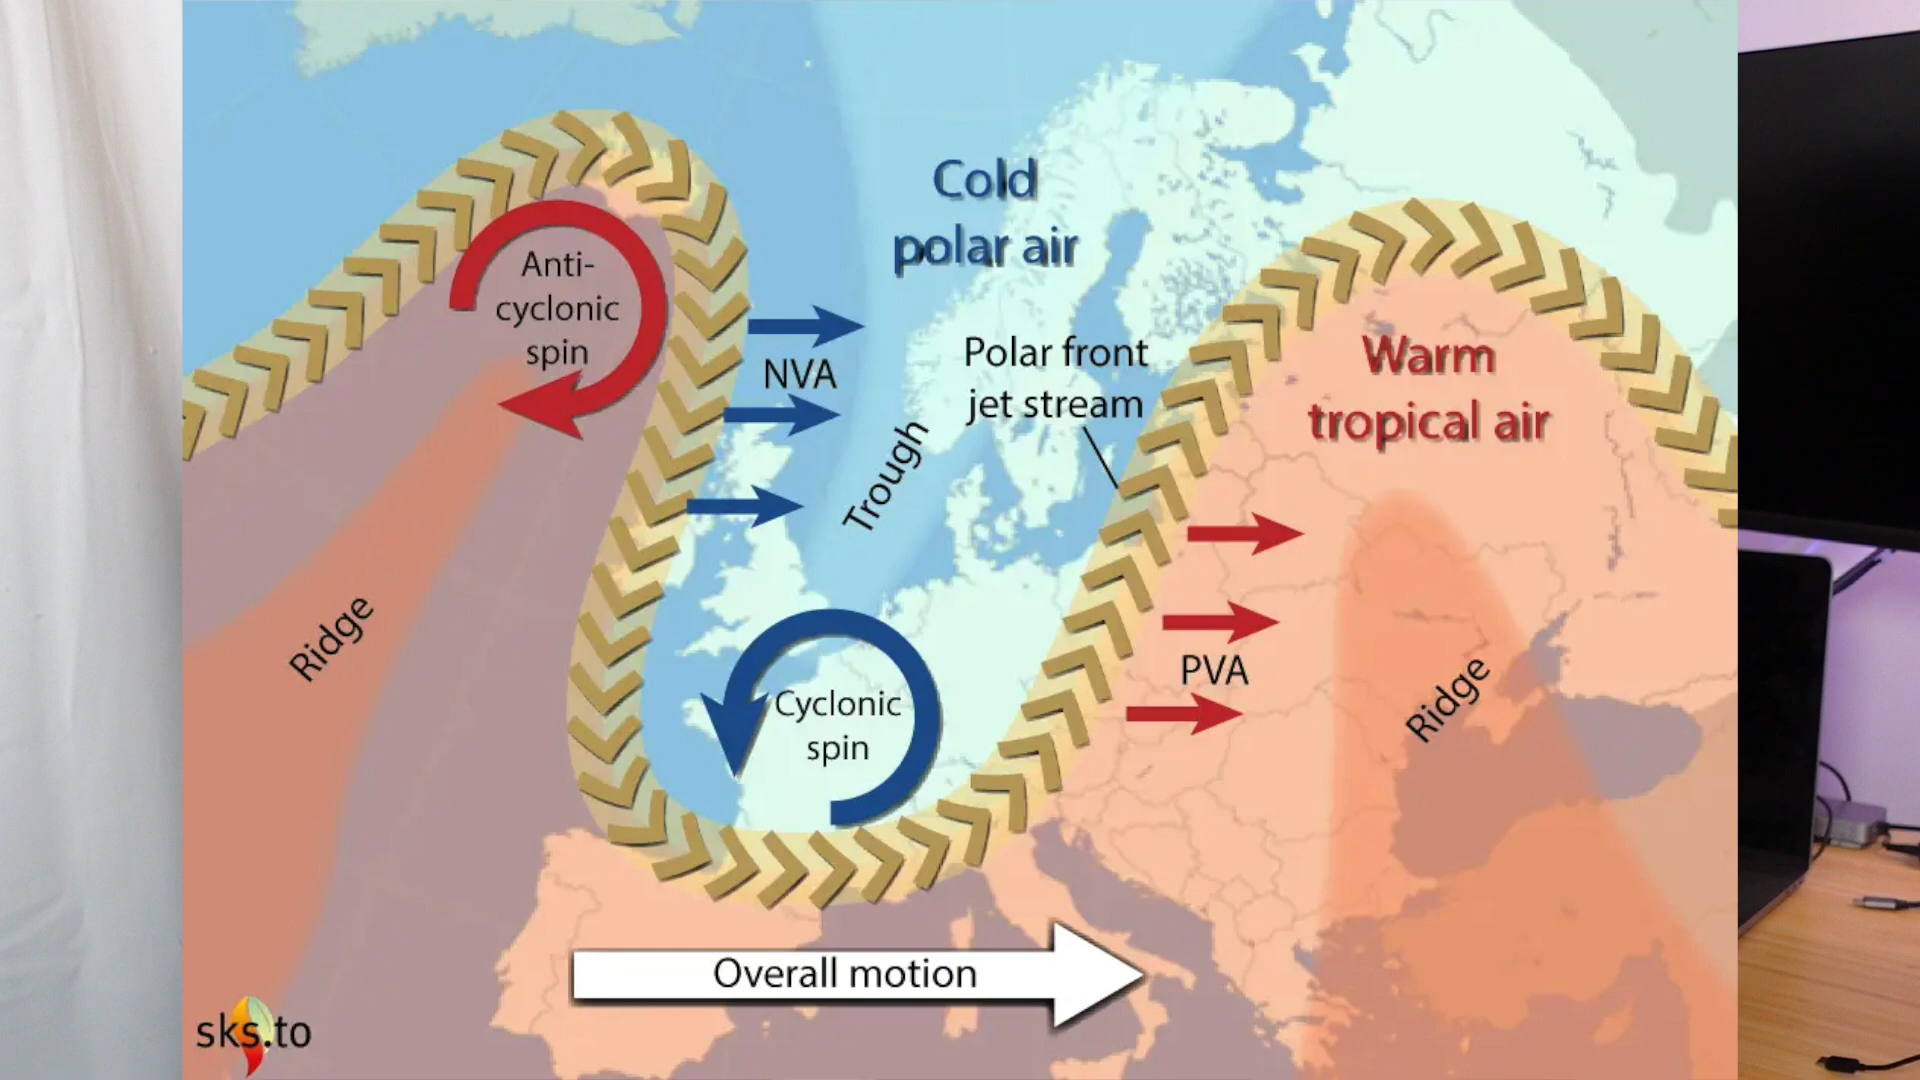 Cold
polar air
Anti-
cyclonic
spin
NVA
Polar front
jet stream
Warm
tropical air
Trough
Ridge
PVA
Ridge
Cyclonic
spin
Overall motion
sks.to